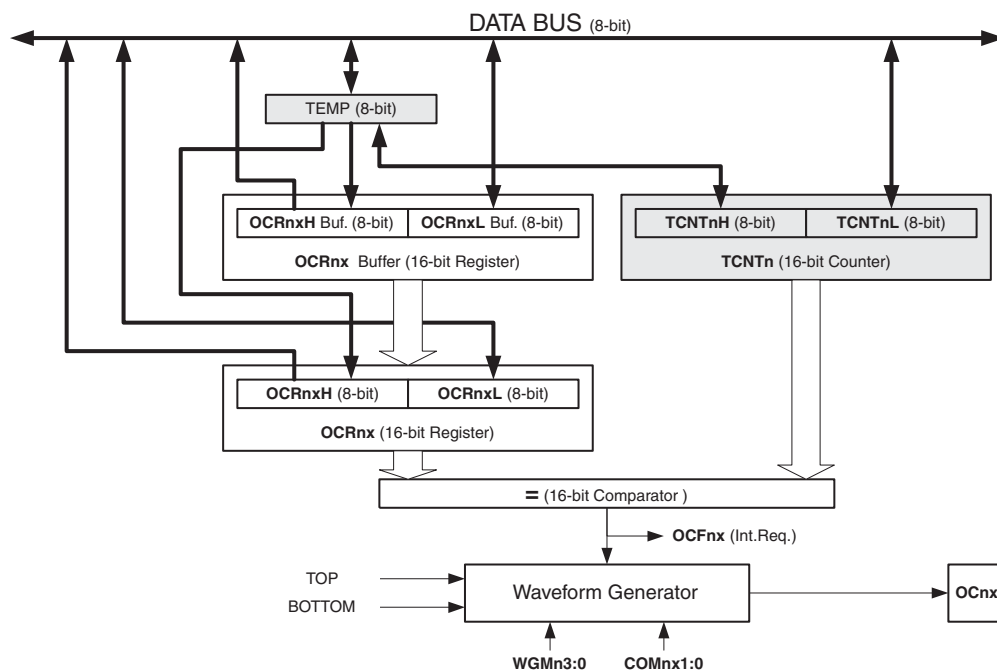 DATA BUS (8-bit)
TEMP (8-bit)
OCRnxH Buf. (8-bit) OCRnxL Buf. (8-bit)
TCNTnH (8-bit) TCNTnL (8-bit)
OCRnx Buffer (16-bit Register)
TCNTn (16-bit Counter)
OCRnxH (8-bit) OCRnxL (8-bit)
OCRnx (16-bit Register)
= (16-bit Comparator )
OCFnx (Int.Req.)
TOP
BOTTOM
Waveform Generator
OCnx
WGMn3:0 COMnx1:0